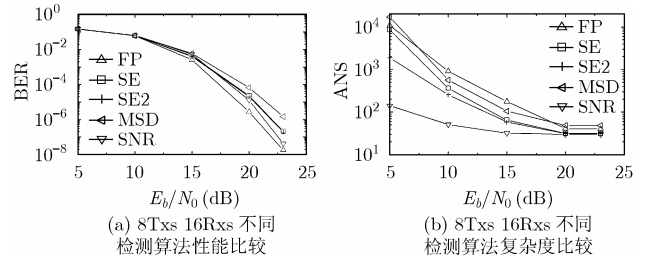 10^0
10^-2
10^-4
10^-6
10^-8
BER
FP
SE
SE2
MSD
SNR
5 10 15 20 25
E_b/N_0 (dB)
(a) 8Txs 16Rxs 不同
检测算法性能比较
10^4
10^3
10^2
10^1
ANS
FP
SE
SE2
MSD
SNR
5 10 15 20 25
E_b/N_0 (dB)
(b) 8Txs 16Rxs 不同
检测算法复杂度比较